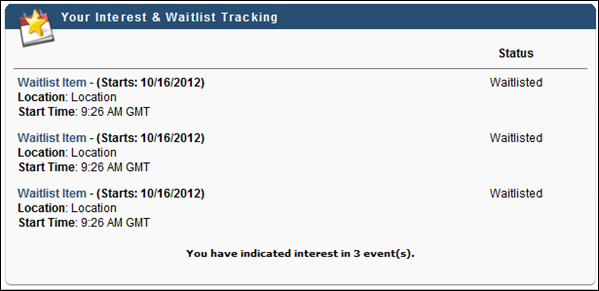 Your Interest & Waitlist Tracking
Status
Waitlist Item - (Starts: 10/16/2012) Waitlisted
Location: Location
Start Time: 9:26 AM GMT
Waitlist Item - (Starts: 10/16/2012) Waitlisted
Location: Location
Start Time: 9:26 AM GMT
Waitlist Item - (Starts: 10/16/2012) Waitlisted
Location: Location
Start Time: 9:26 AM GMT
You have indicated interest in 3 event(s).